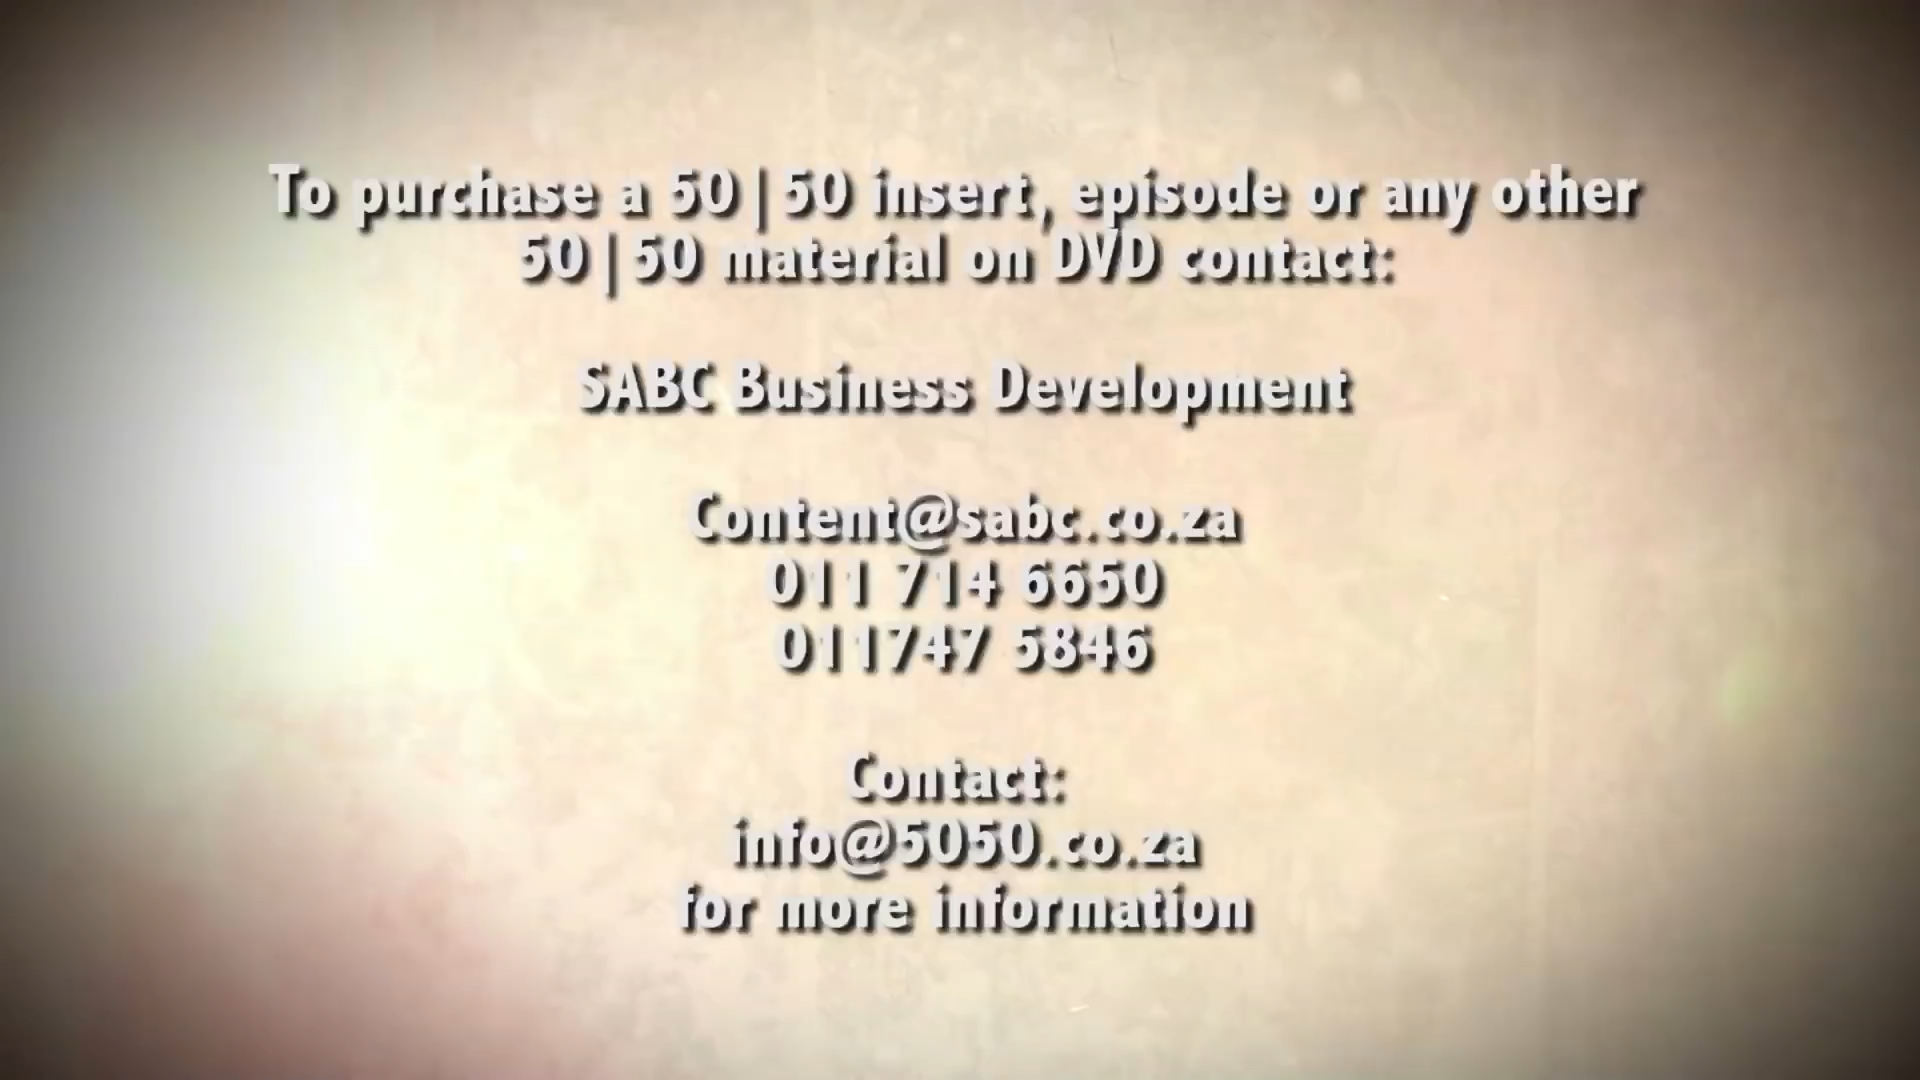 To purchase a 50|50 insert, episode or any other
50|50 material on DVD contact:
SABC Business Development
Content@sabc.co.za
011 714 6650
011747 5846
Contact:
info@5050.co.za
for more information